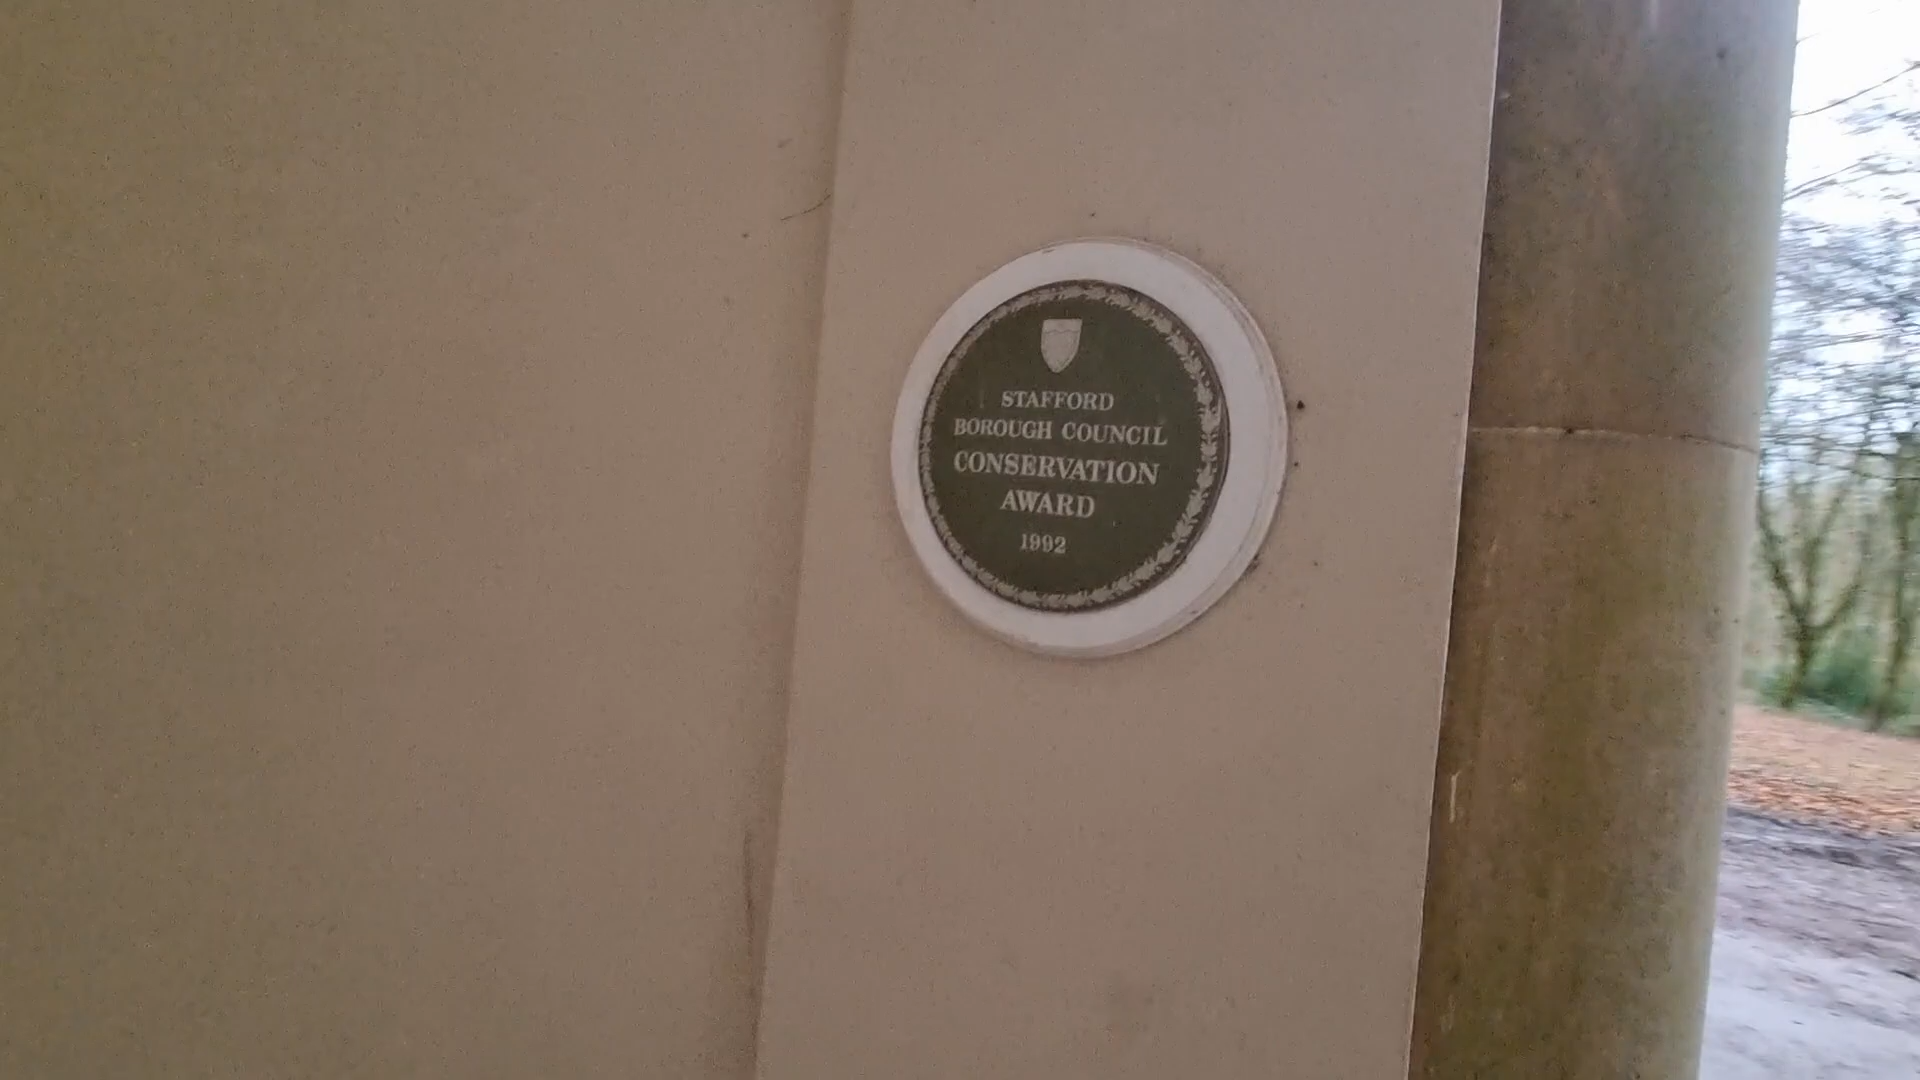 STAFFORD
BOROUGH COUNCIL
CONSERVATION
AWARD
1992